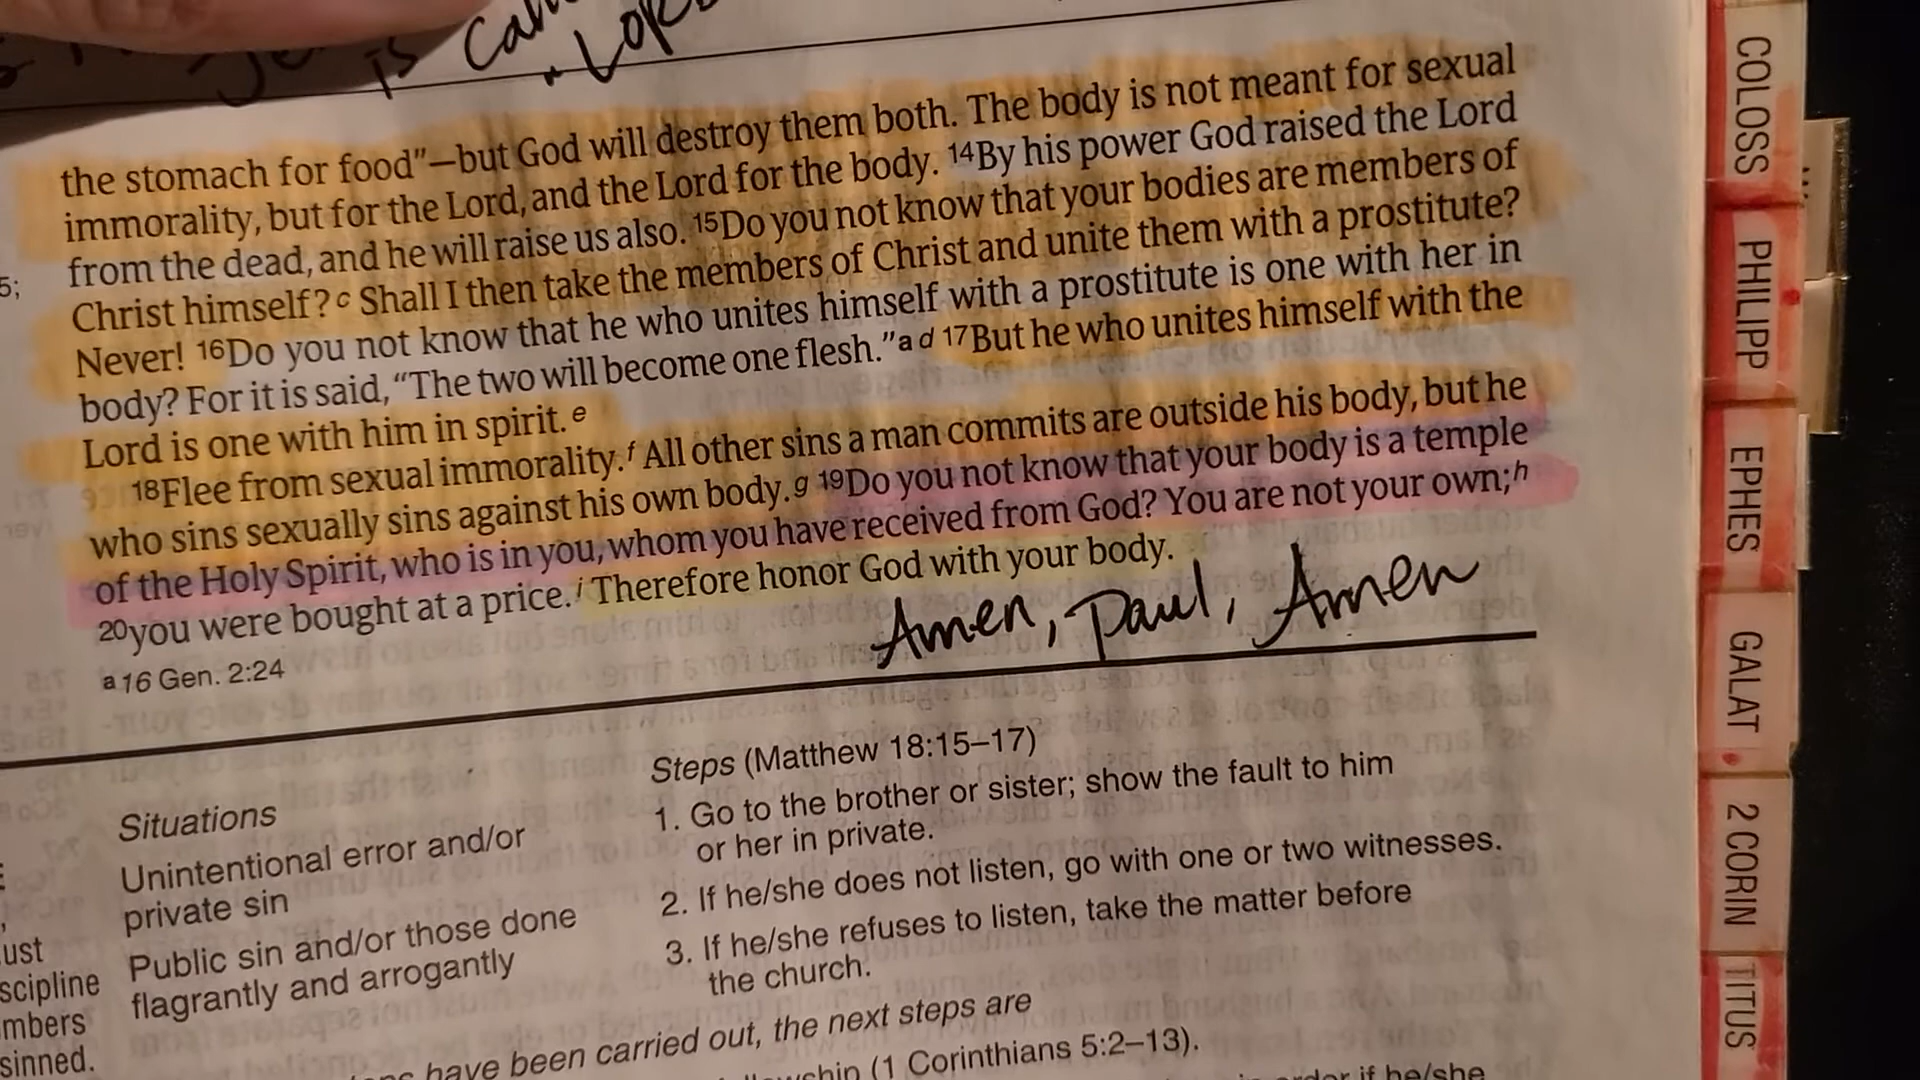 is
Lor
the stomach for food"—but God will destroy them both. The body is not meant for sexual
immorality, but for the Lord, and the Lord for the body. 14By his power God raised the Lord
from the dead, and he will raise us also. 15Do you not know that your bodies are members of
Christ himself? c Shall I then take the members of Christ and unite them with a prostitute?
Never! 16Do you not know that he who unites himself with a prostitute is one with her in
body? For it is said, "The two will become one flesh."a d 17But he who unites himself with the
Lord is one with him in spirit. e
18Flee from sexual immorality. f All other sins a man commits are outside his body, but he
who sins sexually sins against his own body. g 19Do you not know that your body is a temple
of the Holy Spirit, who is in you, whom you have received from God? You are not your own; h
20you were bought at a price. i Therefore honor God with your body.
Amen, Paul, Amen
a 16 Gen. 2:24
5;
Situations
Unintentional error and/or
private sin
Public sin and/or those done
flagrantly and arrogantly
Steps (Matthew 18:15–17)
1. Go to the brother or sister; show the fault to him
or her in private.
2. If he/she does not listen, go with one or two witnesses.
3. If he/she refuses to listen, take the matter before
the church.
ust
scipline
mbers
sinned.
have been carried out, the next steps are
(1 Corinthians 5:2–13).
if he/she
COLOSS
PHILIPP
EPHES
GALAT
2 CORIN
TITUS